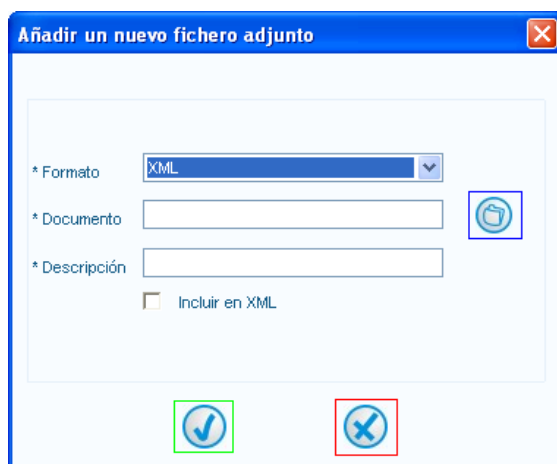 Añadir un nuevo fichero adjunto
* Formato XML
* Documento
* Descripción
Incluir en XML